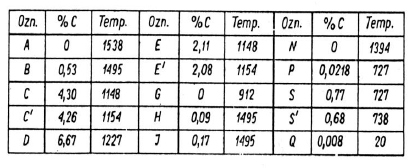 Ozn. %C Temp. Ozn. %C Temp. Ozn. %C Temp.
A 0 1538 E 2,11 1148 N 0 1394
B 0,53 1495 E' 2,08 1154 P 0,0218 727
C 4,30 1148 G 0 912 S 0,77 727
C' 4,26 1154 H 0,09 1495 S' 0,68 738
D 6,67 1227 J 0,17 1495 Q 0,008 20